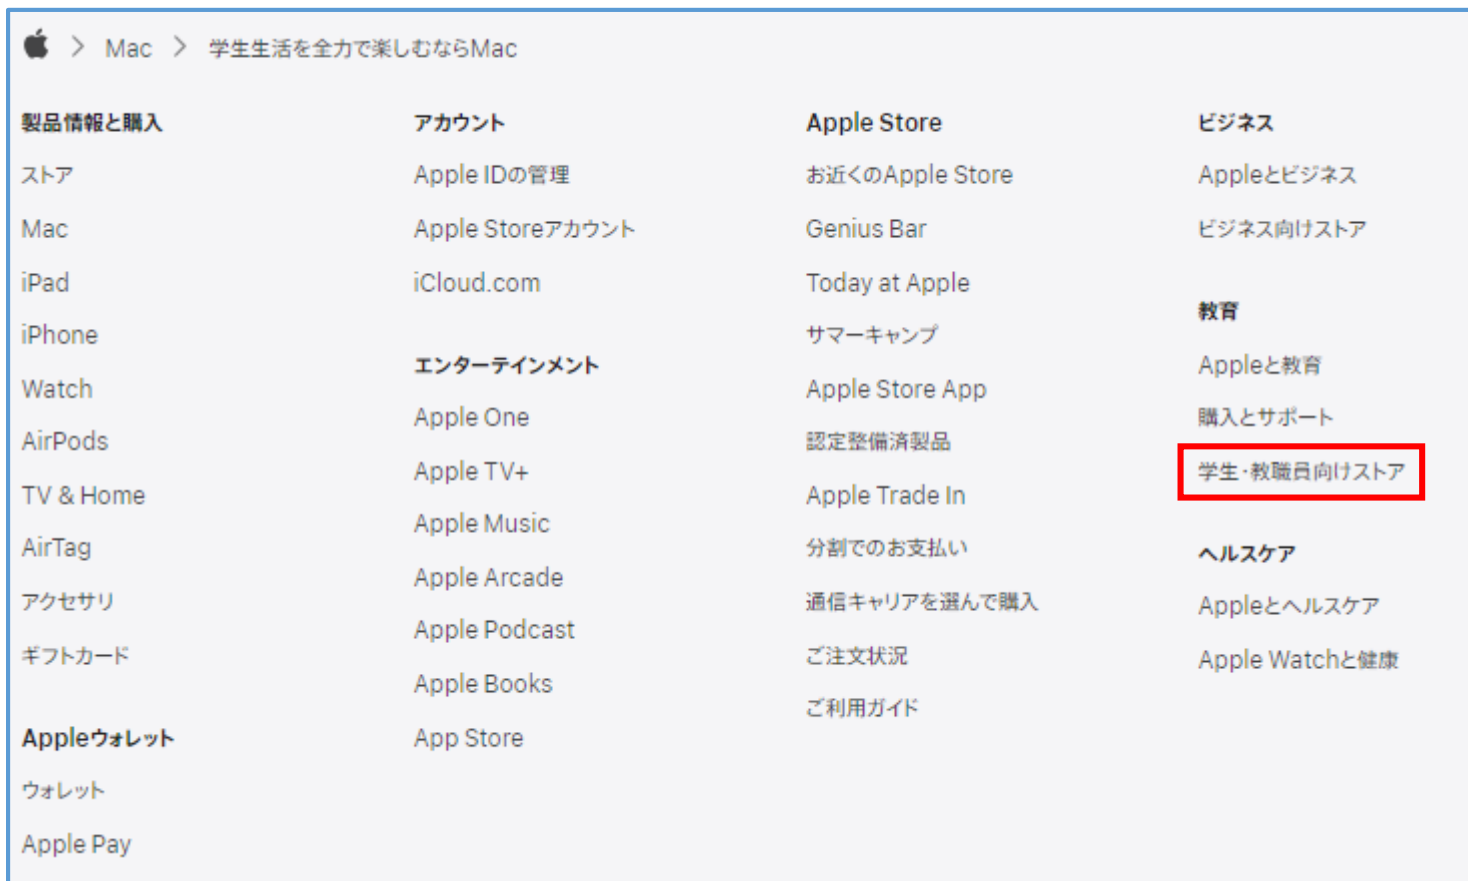 Mac 学生生活を全力で楽しむならMac
製品情報と購入
ストア
Mac
iPad
iPhone
Watch
AirPods
TV & Home
AirTag
アクセサリ
ギフトカード
Appleウォレット
ウォレット
Apple Pay
アカウント
Apple IDの管理
Apple Storeアカウント
iCloud.com
エンターテインメント
Apple One
Apple TV+
Apple Music
Apple Arcade
Apple Podcast
Apple Books
App Store
Apple Store
お近くのApple Store
Genius Bar
Today at Apple
サマーキャンプ
Apple Store App
認定整備済製品
Apple Trade In
分割でのお支払い
通信キャリアを選んで購入
ご注文状況
ご利用ガイド
ビジネス
Appleとビジネス
ビジネス向けストア
教育
Appleと教育
購入とサポート
学生・教職員向けストア
ヘルスケア
Appleとヘルスケア
Apple Watchと健康